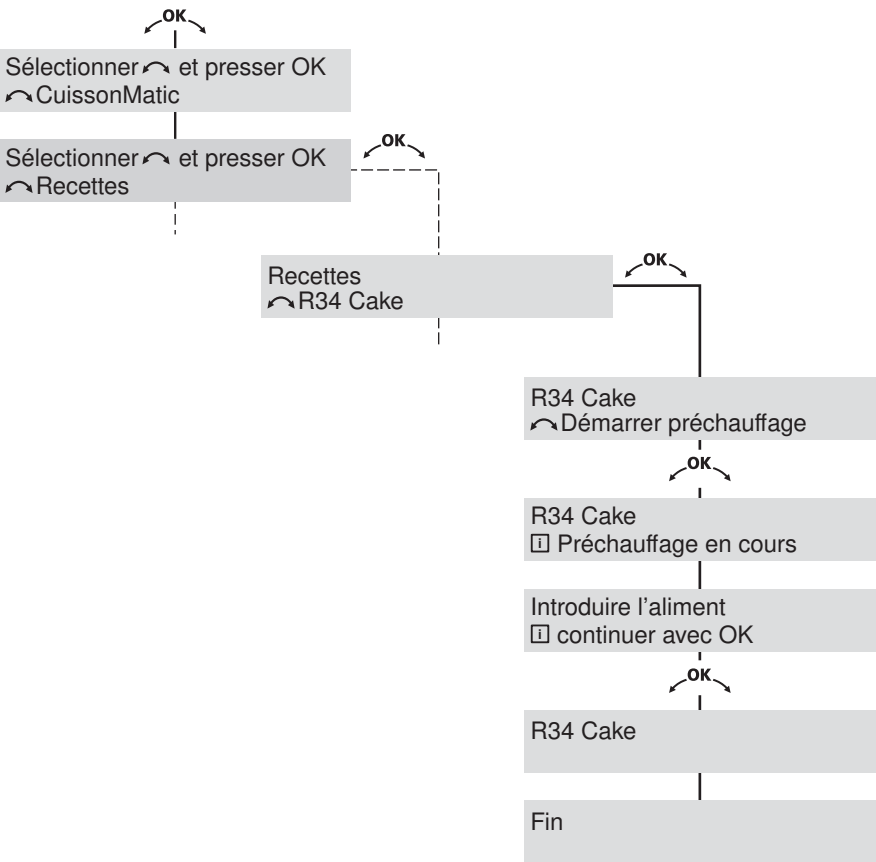 OK
Sélectionner et presser OK
CuissonMatic
Sélectionner et presser OK
Recettes
OK
Recettes
R34 Cake
OK
R34 Cake
Démarrer préchauffage
OK
R34 Cake
i Préchauffage en cours
Introduire l'aliment
i continuer avec OK
OK
R34 Cake
Fin